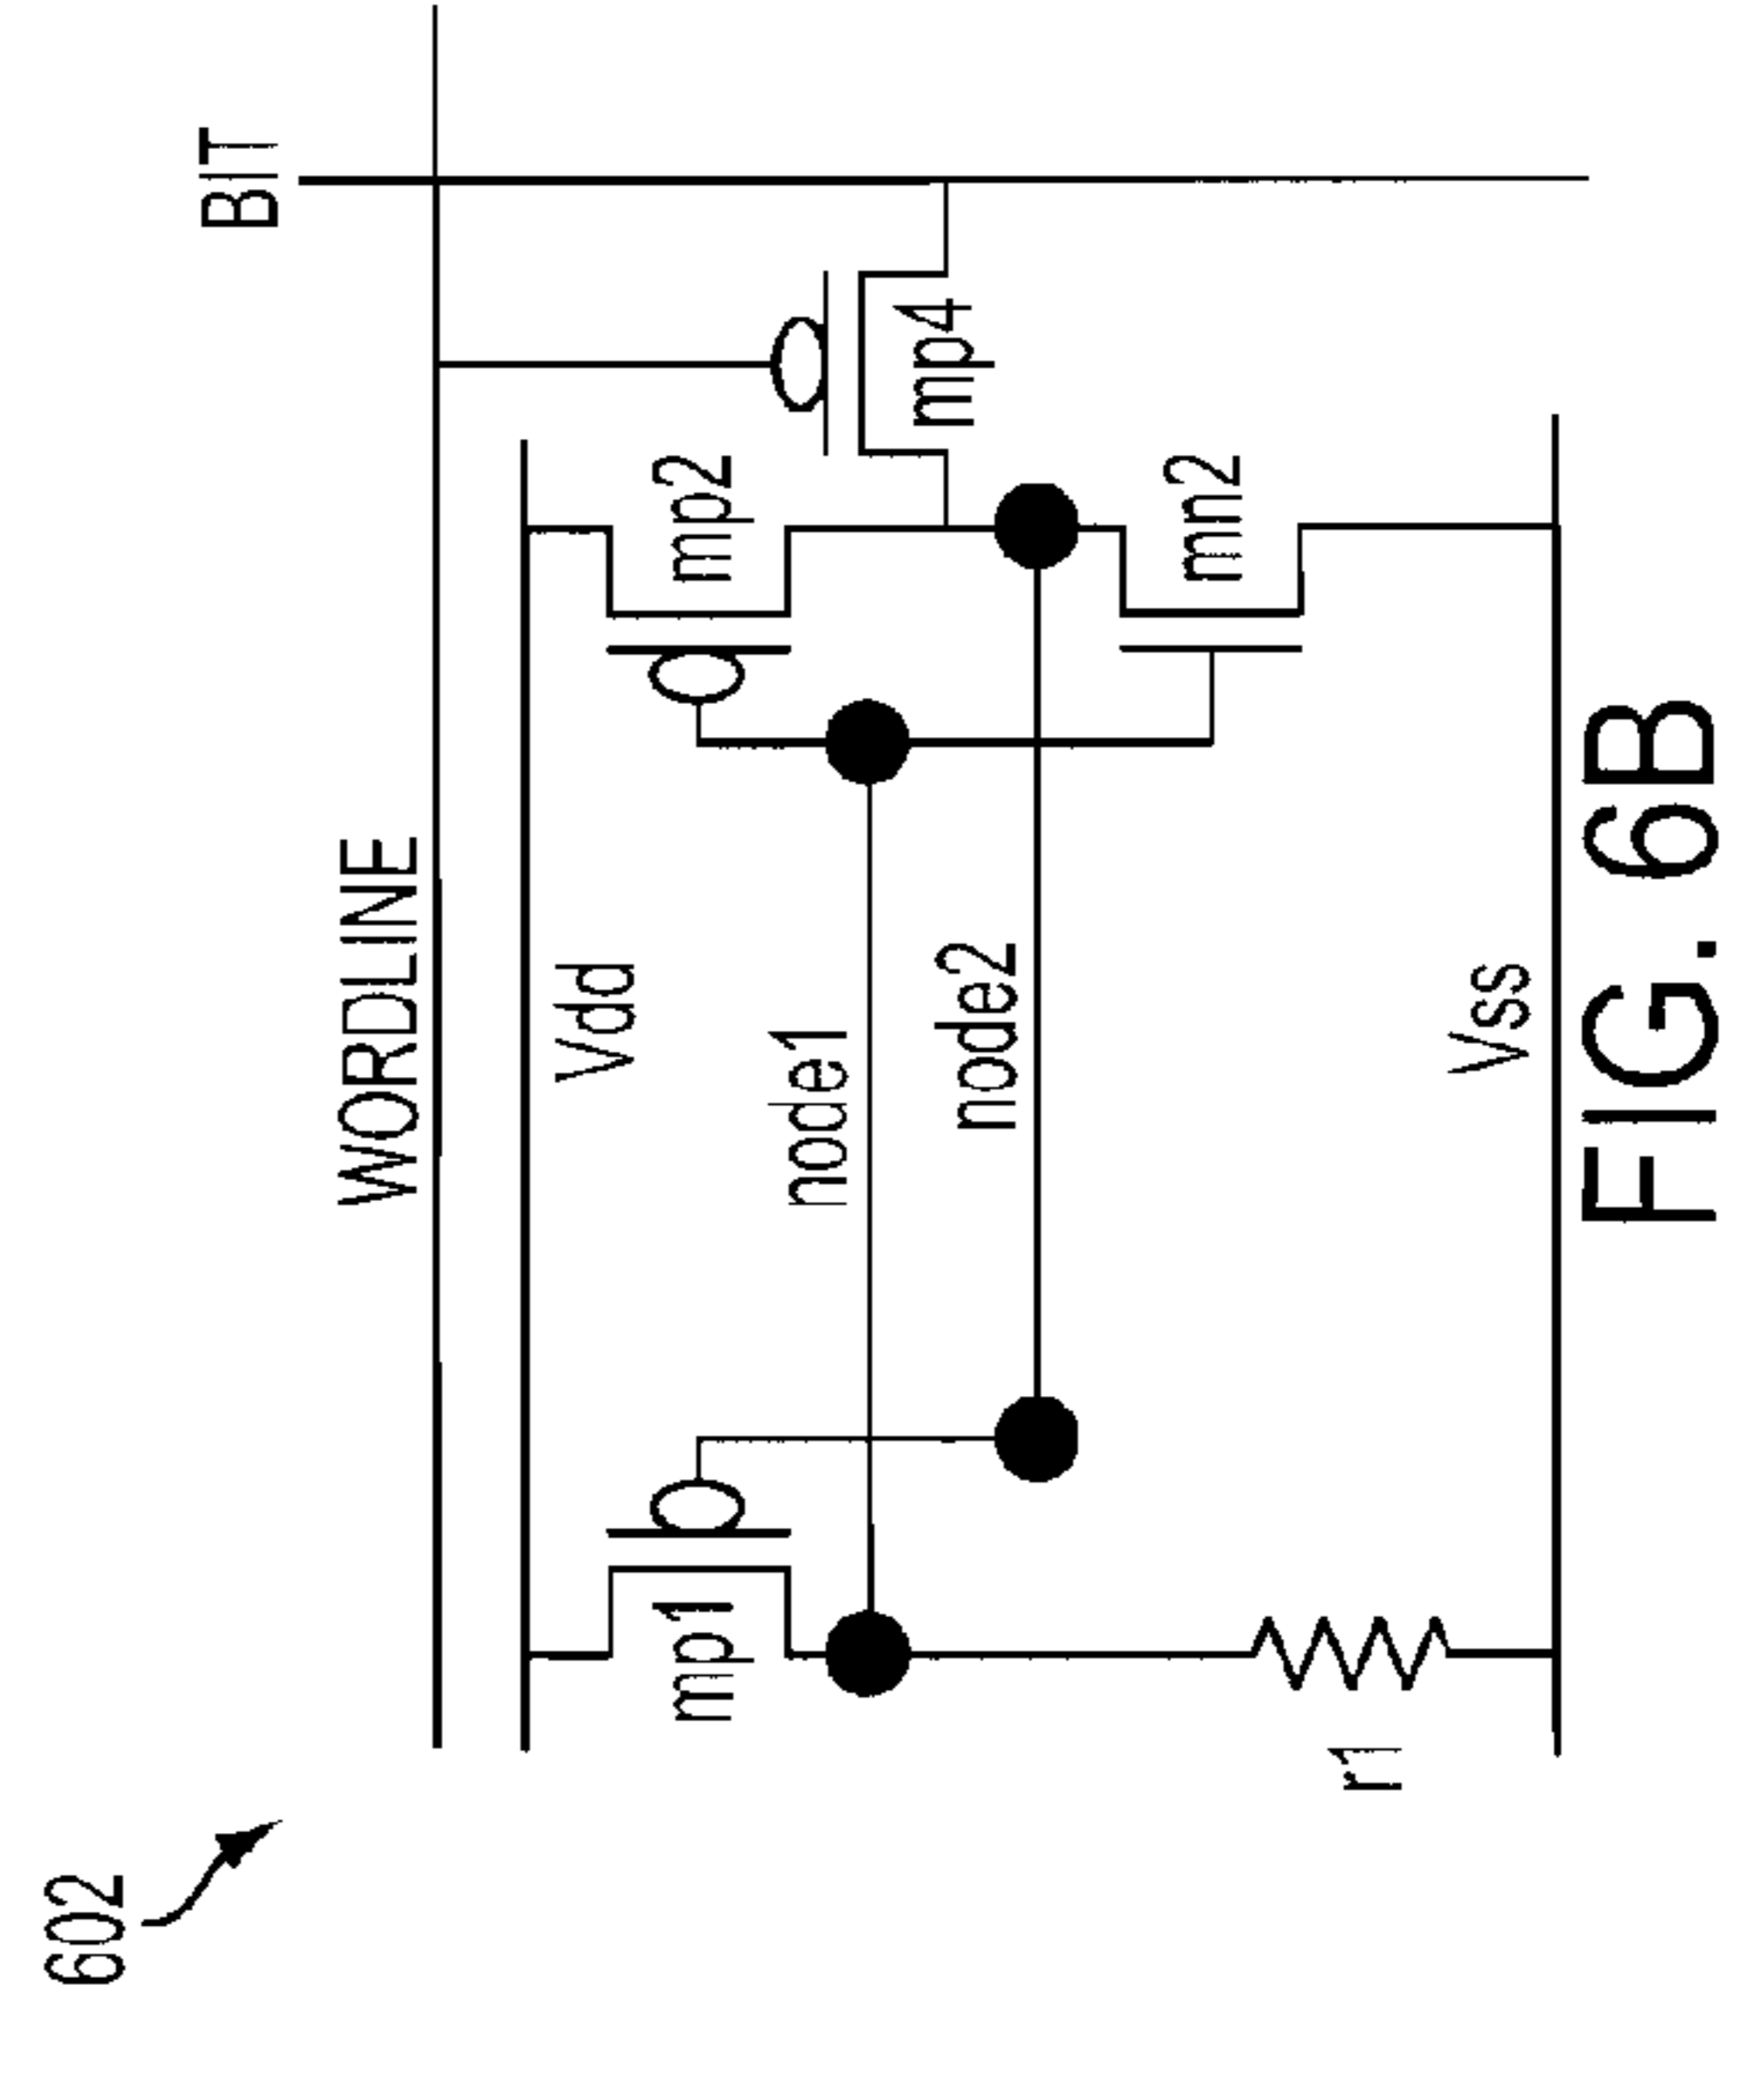 602
BIT
WORDLINE
Vdd
mp1
mp2
mp4
node1
node2
mn2
r1
Vss
FIG. 6B